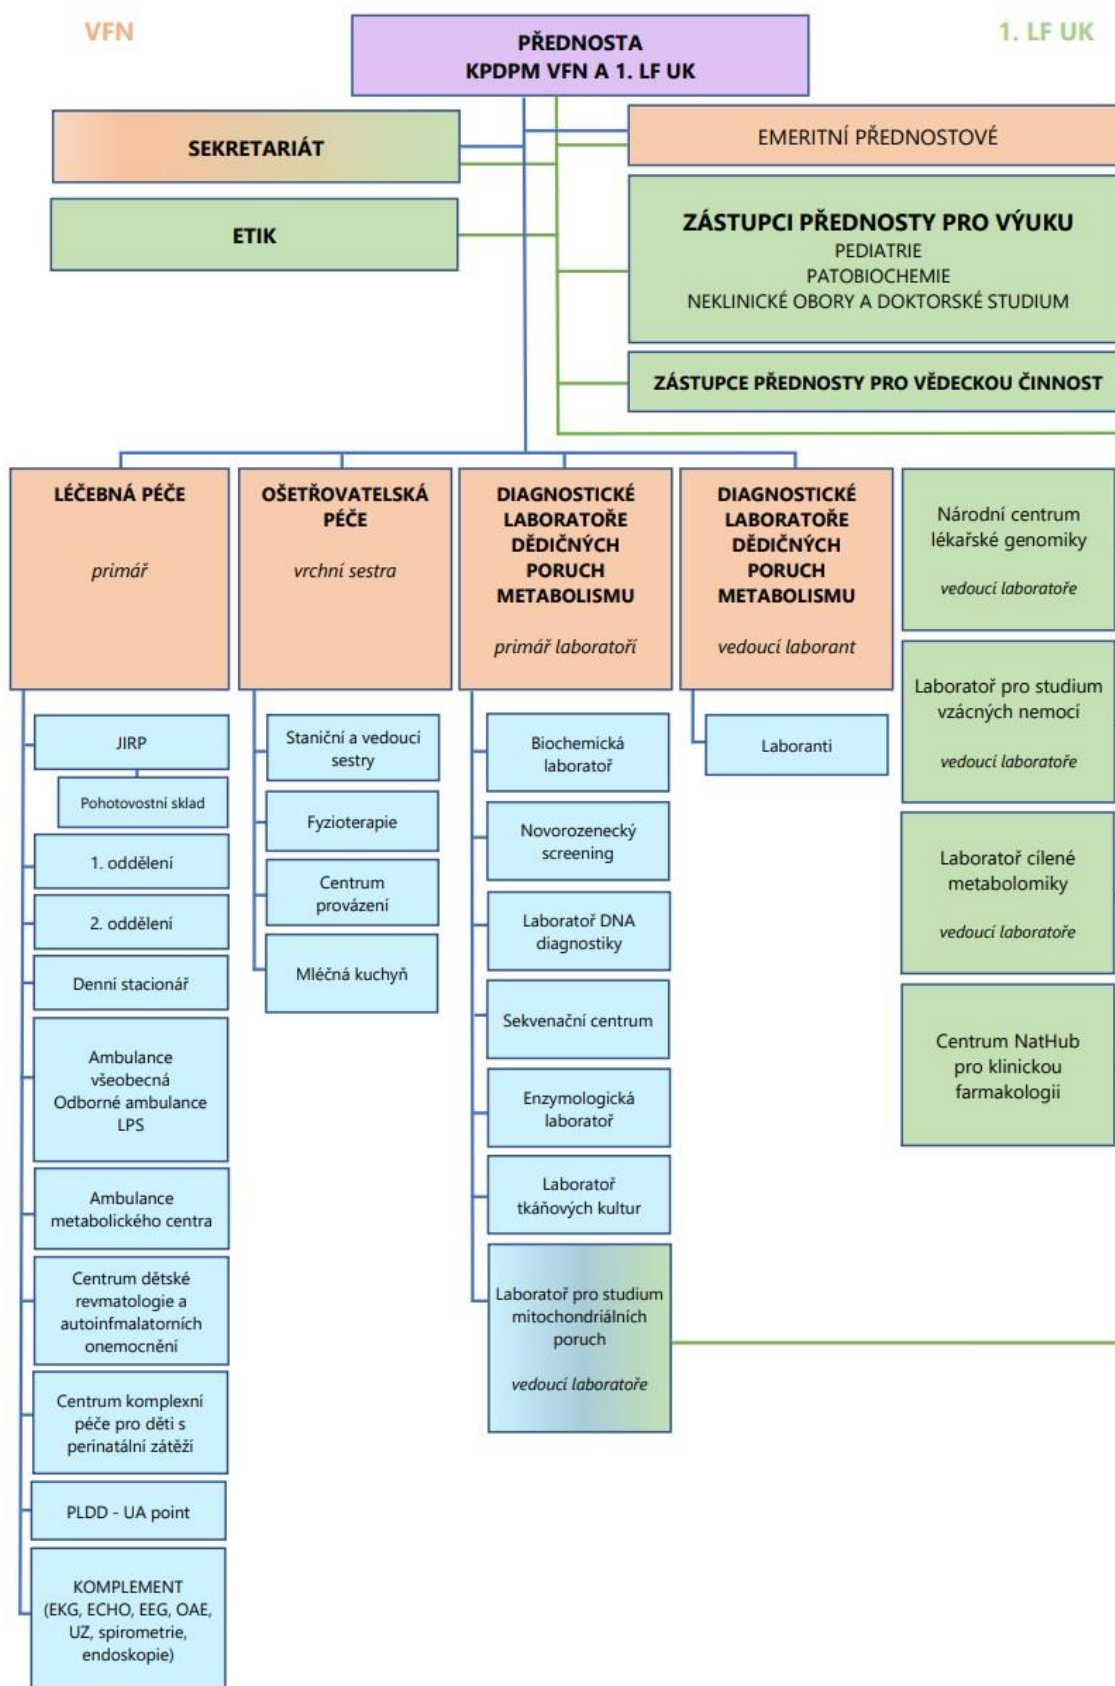 VFN
1. LF UK
PŘEDNOSTA
KPDPM VFN A 1. LF UK
SEKRETARIÁT
EMERITNÍ PŘEDNOSTOVÉ
ETIK
ZÁSTUPCI PŘEDNOSTY PRO VÝUKU
PEDIATRIE
PATOBIOCHEMIE
NEKLINICKÉ OBORY A DOKTORSKÉ STUDIUM
ZÁSTUPCE PŘEDNOSTY PRO VĚDECKOU ČINNOST
LÉČEBNÁ PÉČE
primář
JIRP
Pohotovostní sklad
1. oddělení
2. oddělení
Denní stacionář
Ambulance
všeobecná
Odborné ambulance
LPS
Ambulance
metabolického centra
Centrum dětské
revmatologie a
autoinfmalatorních
onemocnění
Centrum komplexní
péče pro děti s
perinatální zátěží
PLDD - UA point
KOMPLEMENT
(EKG, ECHO, EEG, OAE,
UZ, spirometrie,
endoskopie)
OŠETŘOVATELSKÁ
PÉČE
vrchní sestra
Staniční a vedoucí
sestry
Fyzioterapie
Centrum
provázení
Mléčná kuchyň
DIAGNOSTICKÉ
LABORATOŘE
DĚDIČNÝCH
PORUCH
METABOLISMU
primář laboratoří
Biochemická
laboratoř
Novorozenecký
screening
Laboratoř DNA
diagnostiky
Sekvenační centrum
Enzymologická
laboratoř
Laboratoř
tkáňových kultur
Laboratoř pro studium
mitochondriálních
poruch
vedoucí laboratoře
DIAGNOSTICKÉ
LABORATOŘE
DĚDIČNÝCH
PORUCH
METABOLISMU
vedoucí laborant
Laboranti
Národní centrum
lékařské genomiky
vedoucí laboratoře
Laboratoř pro studium
vzácných nemocí
vedoucí laboratoře
Laboratoř cílené
metabolomiky
vedoucí laboratoře
Centrum NatHub
pro klinickou
farmakologii